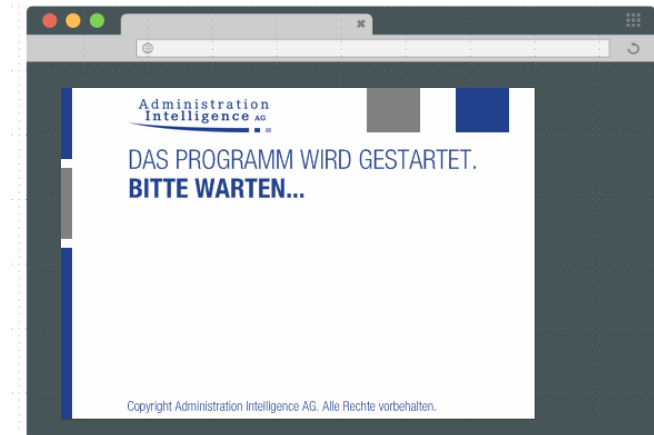 Administration
Intelligence AG
DAS PROGRAMM WIRD GESTARTET.
BITTE WARTEN...
Copyright Administration Intelligence AG. Alle Rechte vorbehalten.